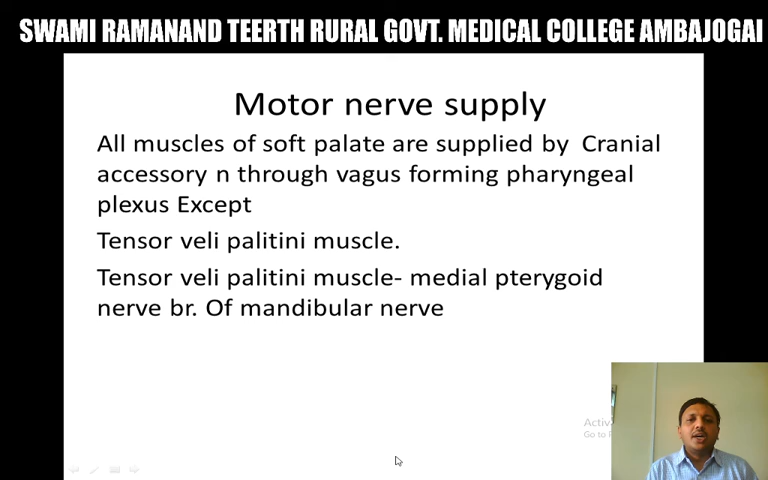 SWAMI RAMANAND TEERTH RURAL GOVT. MEDICAL COLLEGE AMBAJOGAI
Motor nerve supply
All muscles of soft palate are supplied by Cranial
accessory n through vagus forming pharyngeal
plexus Except
Tensor veli palitini muscle.
Tensor veli palitini muscle- medial pterygoid
nerve br. Of mandibular nerve
Activ
Go to